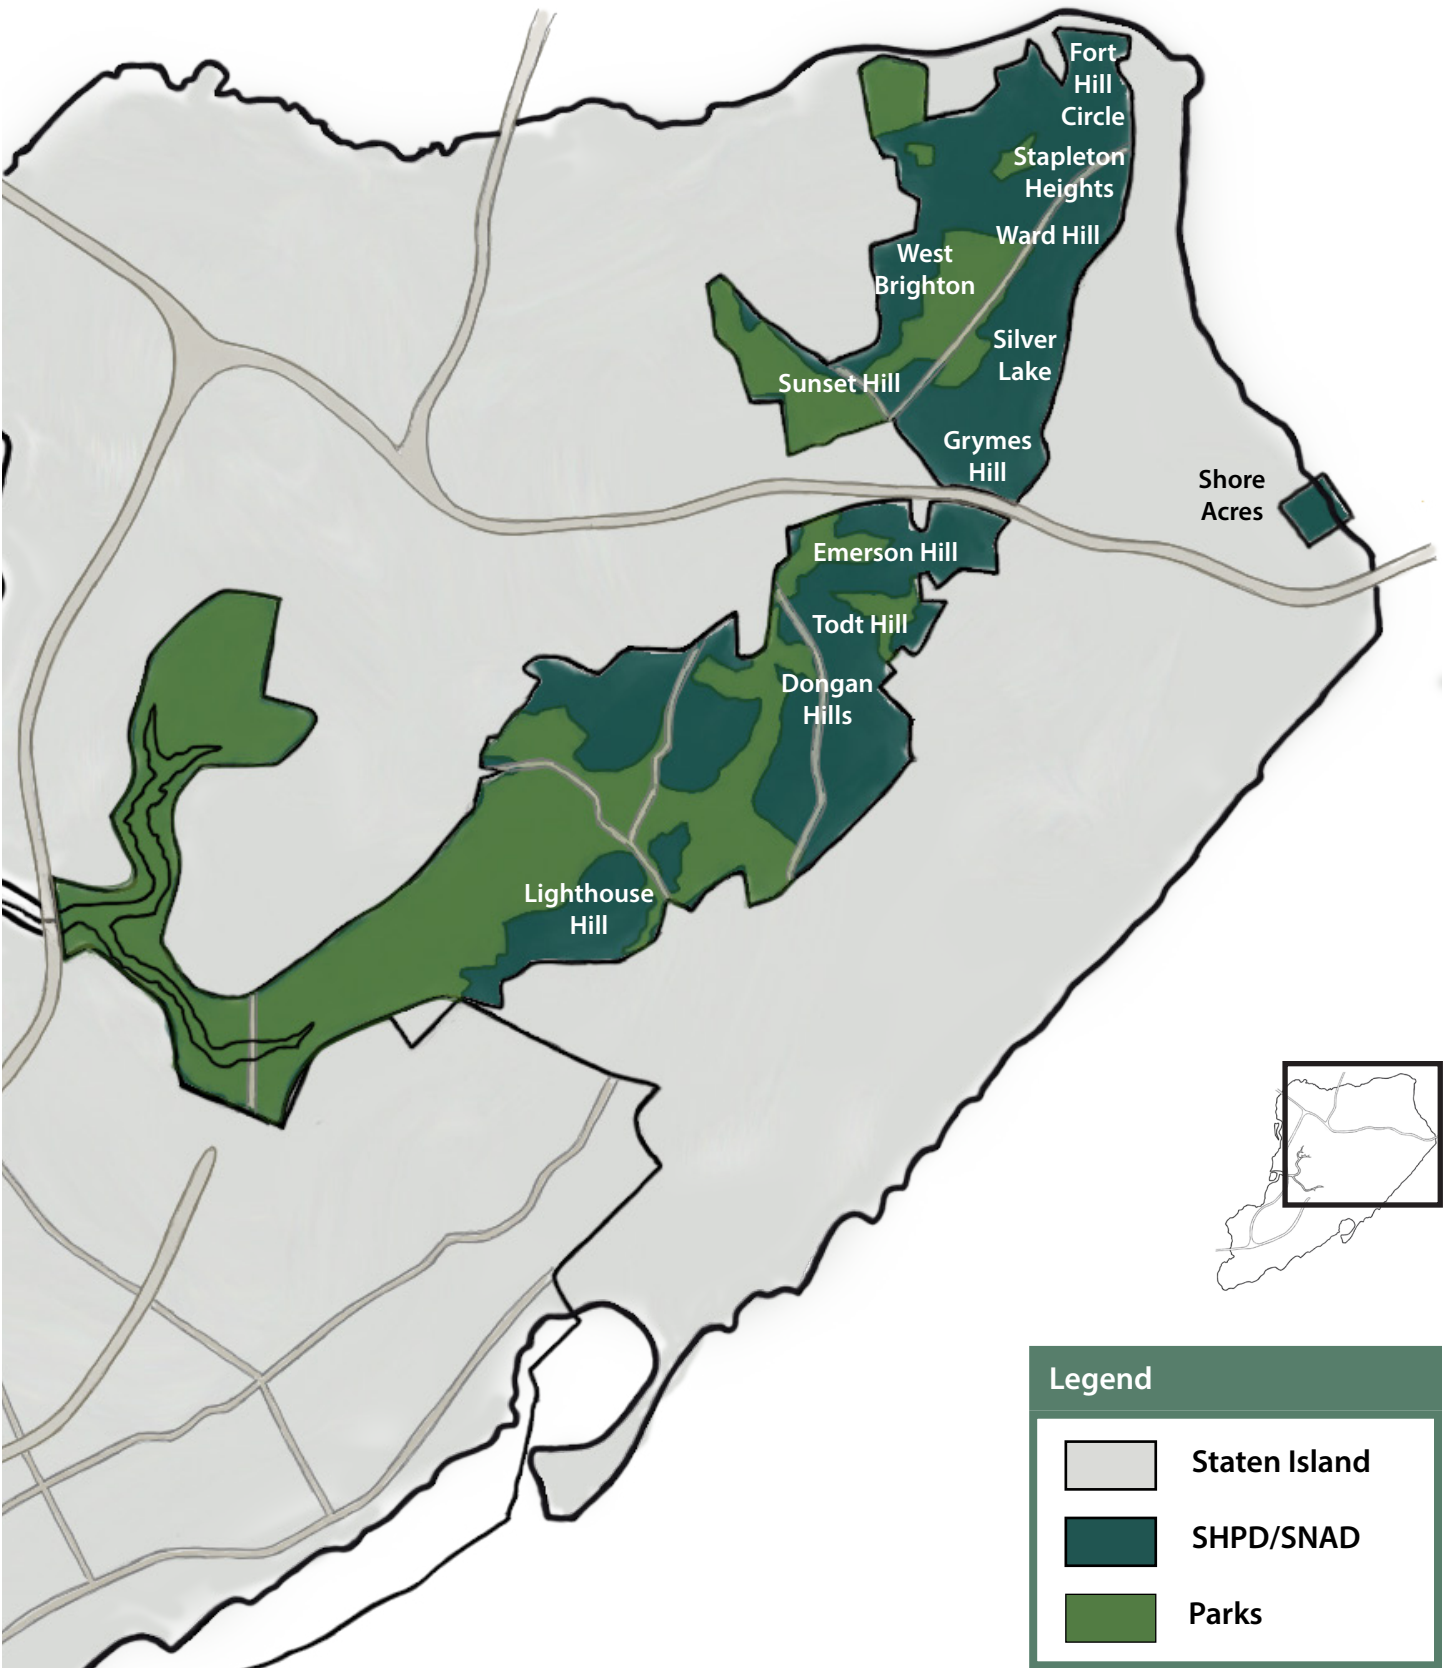 Fort
Hill
Circle
Stapleton
Heights
Ward Hill
West
Brighton
Silver
Lake
Sunset Hill
Grymes
Hill
Shore
Acres
Emerson Hill
Todt Hill
Dongan
Hills
Lighthouse
Hill
Legend
Staten Island
SHPD/SNAD
Parks